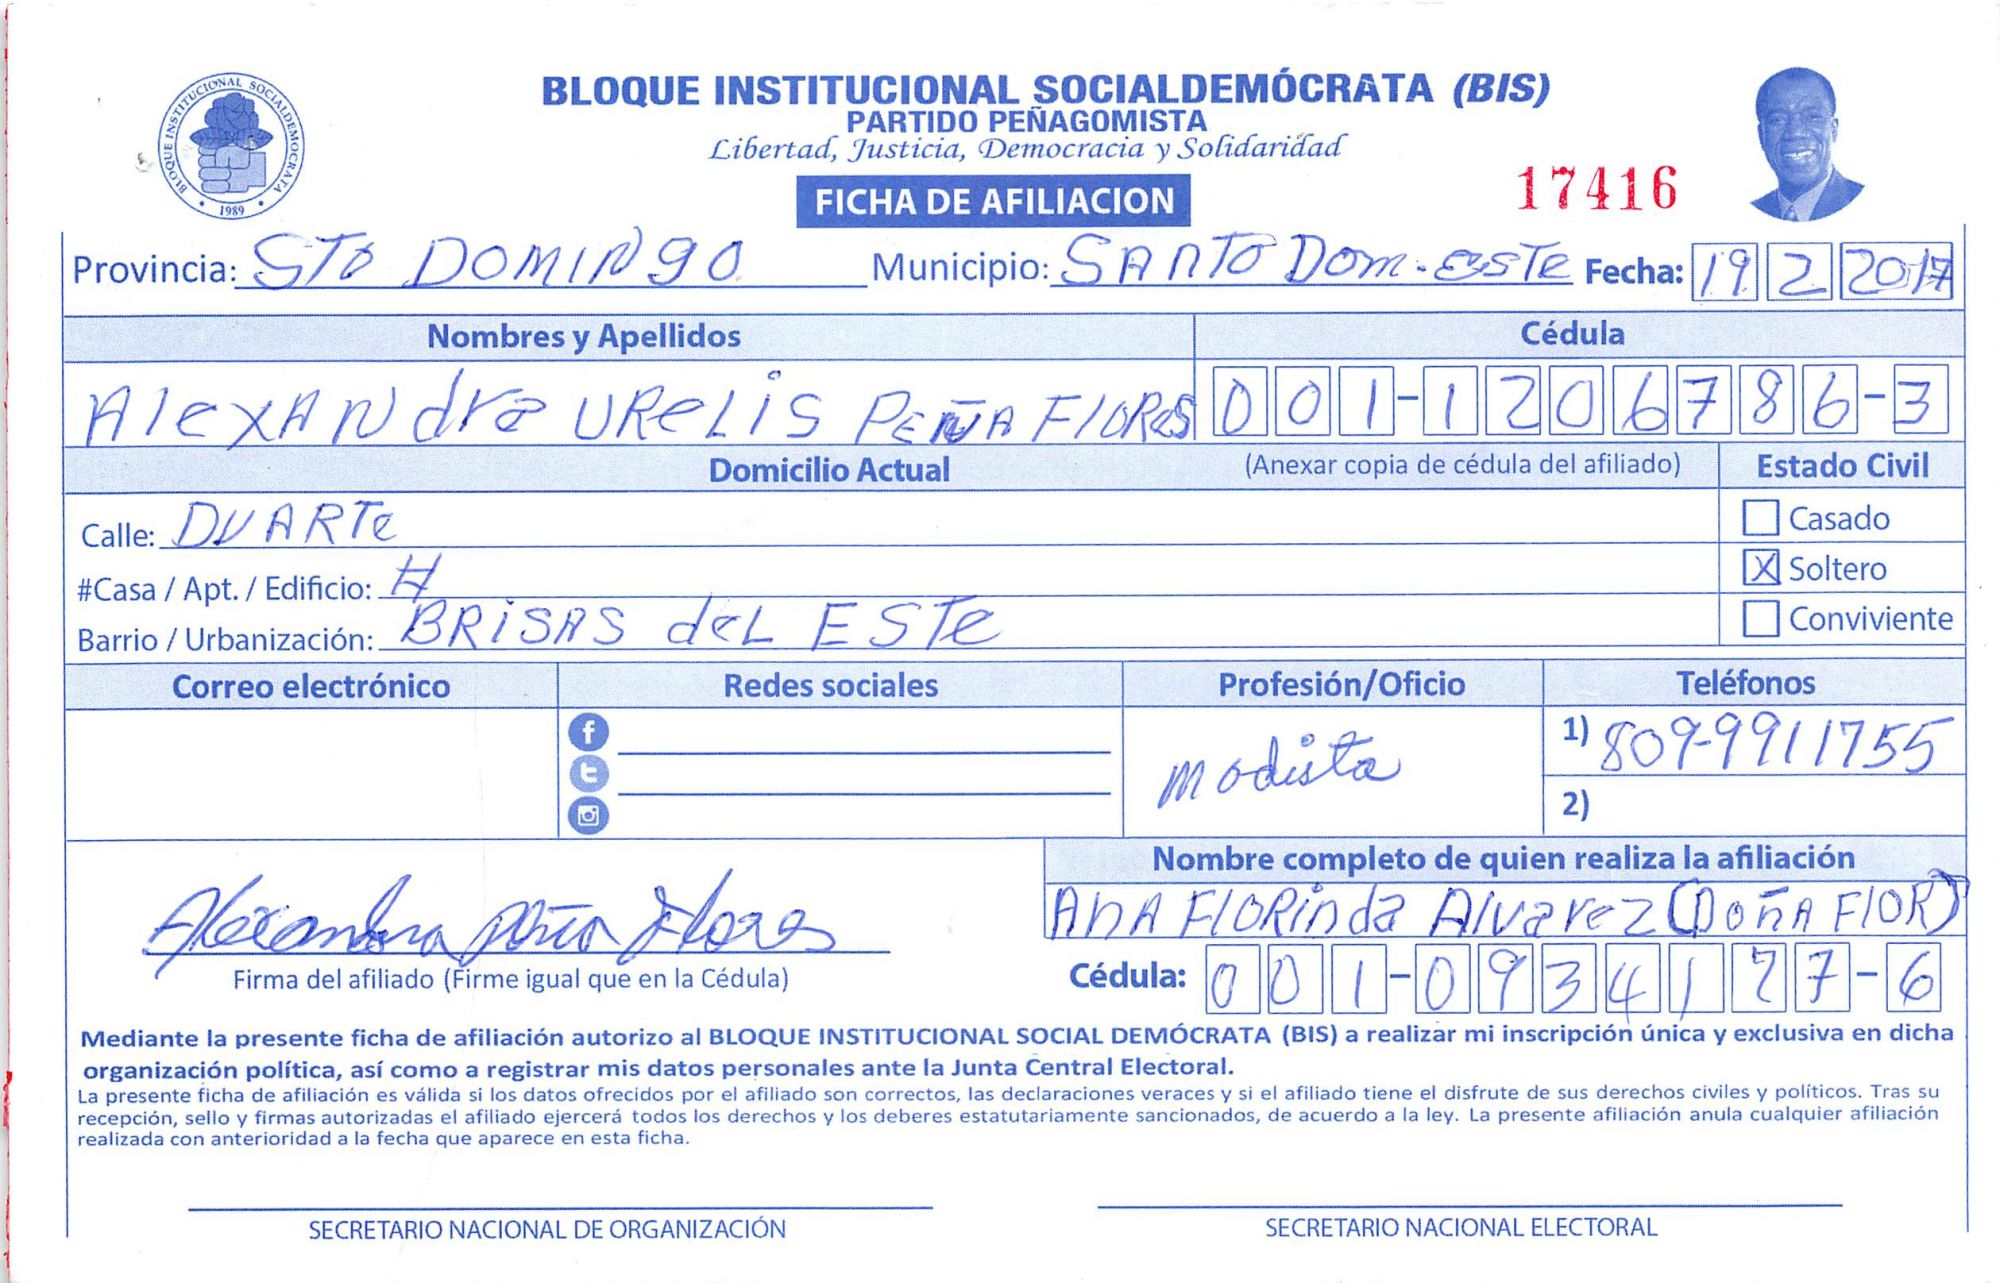 BLOQUE INSTITUCIONAL SOCIALDEMOCRATA
1989
BLOQUE INSTITUCIONAL SOCIALDEMÓCRATA (BIS)
PARTIDO PEÑAGOMISTA
Libertad, Justicia, Democracia y Solidaridad
FICHA DE AFILIACION
17416
Provincia: STO DOMINgO Municipio: SANTO Dom. esTe Fecha: 19 2 2017
Nombres y Apellidos Cédula
AlexANdra URELiS PEÑA FlOReS 001-1206786-3
Domicilio Actual (Anexar copia de cédula del afiliado) Estado Civil
Calle: DUARTe Casado
#Casa / Apt. / Edificio: # X Soltero
Barrio / Urbanización: BRiSAS deL ESTe Conviviente
Correo electrónico Redes sociales Profesión/Oficio Teléfonos
modista 1) 809-9911755
2)
Nombre completo de quien realiza la afiliación
Alexandra Peña Flores AnA FlORinda Alvarez (DoñA FlOR)
Firma del afiliado (Firme igual que en la Cédula) Cédula: 001-0934177-6
Mediante la presente ficha de afiliación autorizo al BLOQUE INSTITUCIONAL SOCIAL DEMÓCRATA (BIS) a realizar mi inscripción única y exclusiva en dicha
organización política, así como a registrar mis datos personales ante la Junta Central Electoral.
La presente ficha de afiliación es válida si los datos ofrecidos por el afiliado son correctos, las declaraciones veraces y si el afiliado tiene el disfrute de sus derechos civiles y políticos. Tras su
recepción, sello y firmas autorizadas el afiliado ejercerá todos los derechos y los deberes estatutariamente sancionados, de acuerdo a la ley. La presente afiliación anula cualquier afiliación
realizada con anterioridad a la fecha que aparece en esta ficha.
SECRETARIO NACIONAL DE ORGANIZACIÓN SECRETARIO NACIONAL ELECTORAL